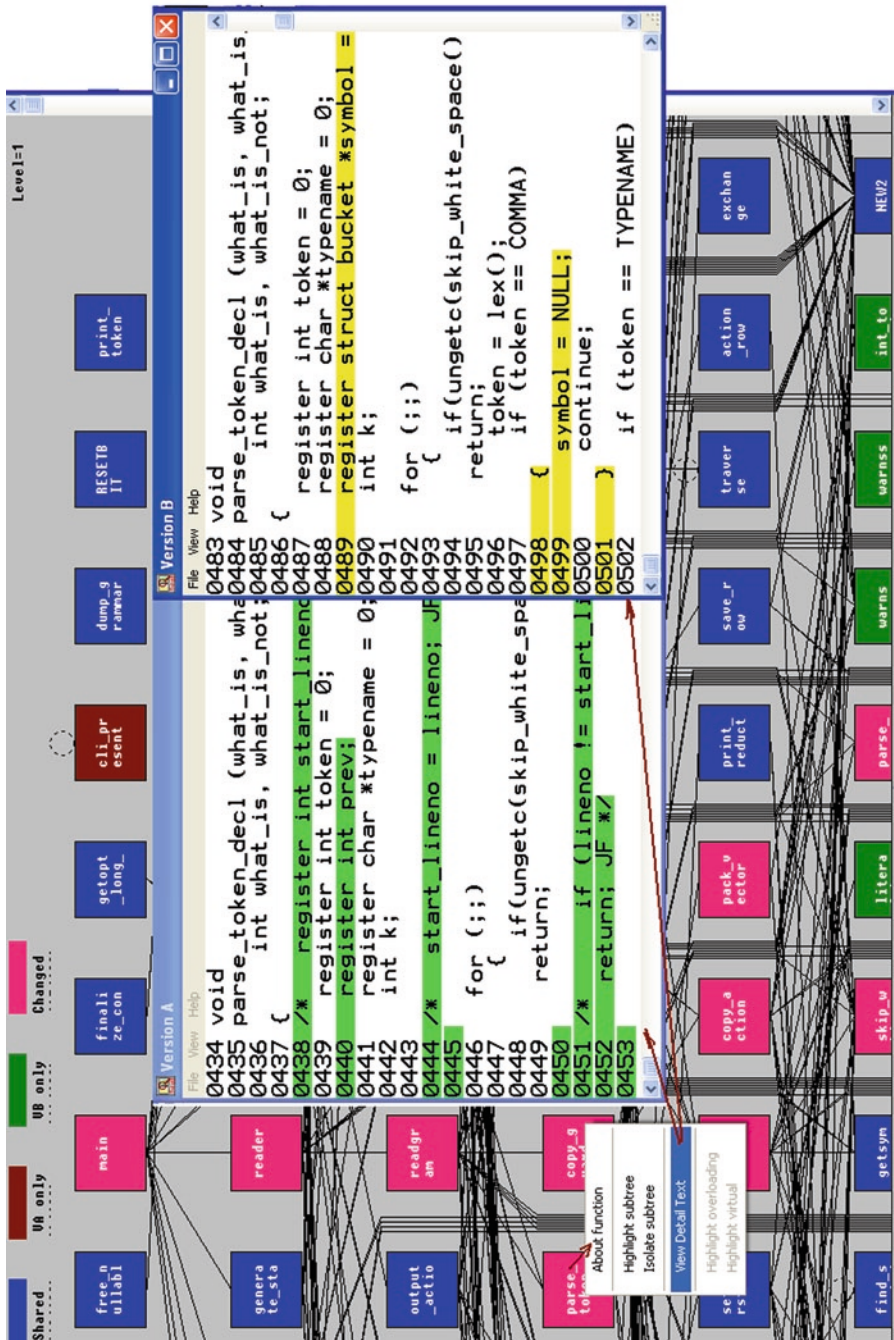 Shared
VA only
VB only
Changed
Level=1
free_n
ullabl
main
finali
ze_con
getopt
_long_
cli_pr
esent
dump_g
rammar
RESETB
IT
print_
token
genera
te_sta
reader
output
_actio
readgr
am
parse_
token_
copy_g
About function
Highlight subtree
Isolate subtree
View Detail Text
Highlight overloading
Highlight virtual
Version A
File View Help
0434 void
0435 parse_token_decl (what_is, wha
0436 int what_is, what_is_not;
0437 {
0438 /* register int start_lineno
0439 register int token = 0;
0440 register int prev;
0441 register char *typename = 0;
0442 int k;
0443
0444 /* start_lineno = lineno; JF
0445
0446 for (;;)
0447 {
0448 if(ungetc(skip_white_spa
0449 return;
0450
0451 /* if (lineno != start_li
0452 return; JF */
0453
Version B
File View Help
0483 void
0484 parse_token_decl (what_is, what_is.
0485 int what_is, what_is_not;
0486 {
0487 register int token = 0;
0488 register char *typename = 0;
0489 register struct bucket *symbol =
0490 int k;
0491
0492 for (;;)
0493 {
0494 if(ungetc(skip_white_space()
0495 return;
0496 token = lex();
0497 if (token == COMMA)
0498 {
0499 symbol = NULL;
0500 continue;
0501 }
0502 if (token == TYPENAME)
copy_a
ction
pack_v
ector
print_
reduct
save_r
ow
traver
se
action
_row
exchan
ge
find_s
getsym
skip_w
litera
parse_
warns
warnss
int_to
NEW2